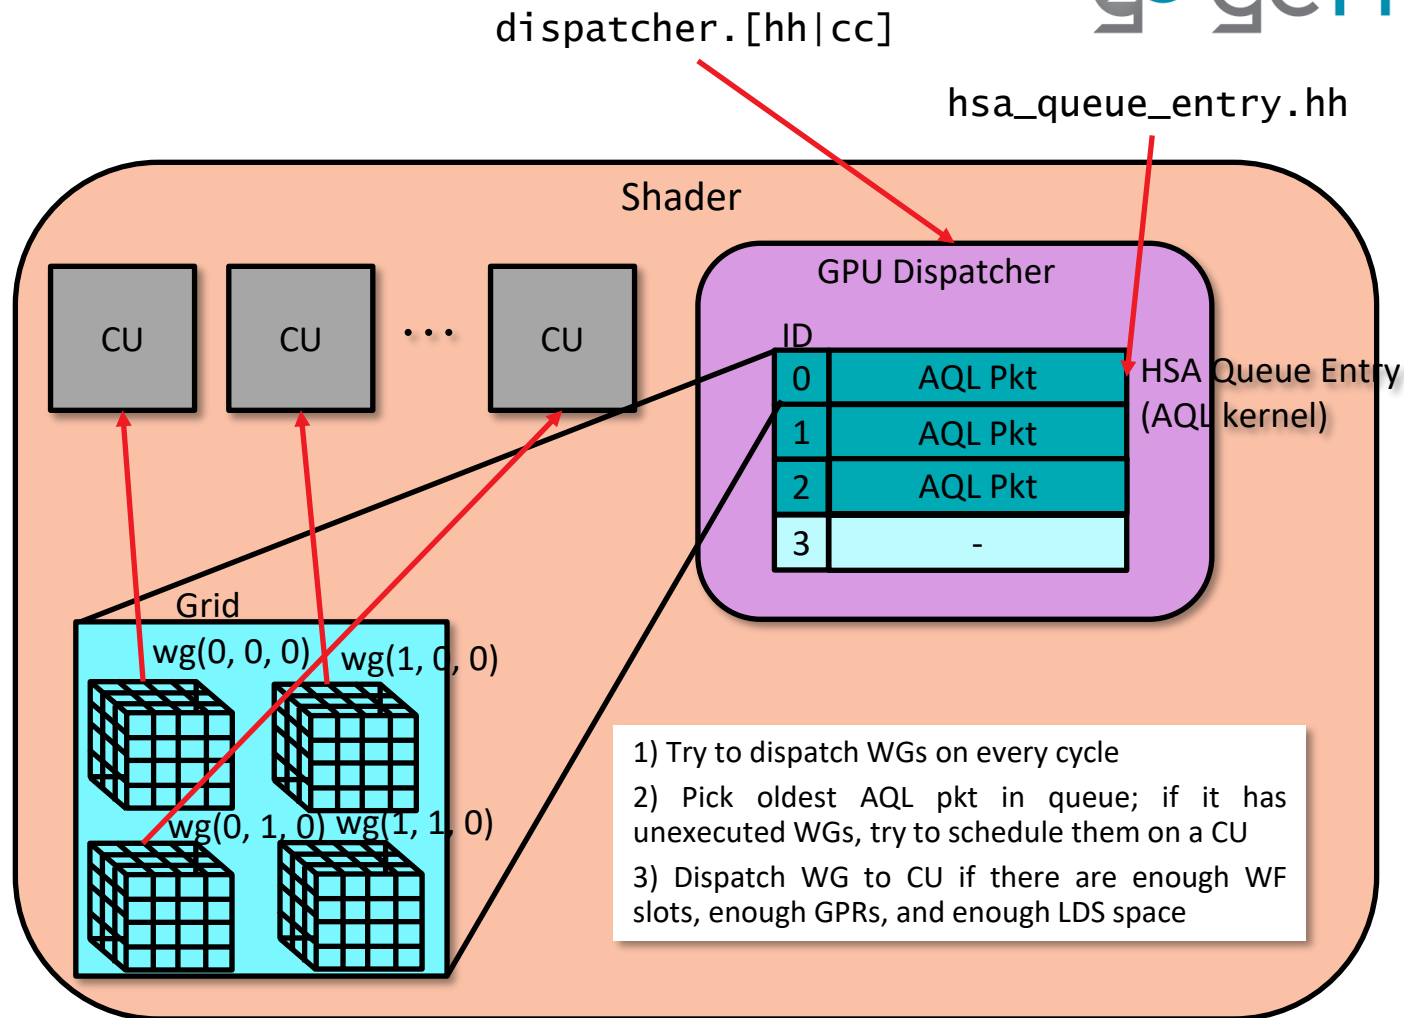 dispatcher.[hh|cc]
hsa_queue_entry.hh
Shader
GPU Dispatcher
CU
CU
...
CU
ID
0 AQL Pkt
1 AQL Pkt
2 AQL Pkt
3 -
HSA Queue Entry
(AQL kernel)
Grid
wg(0, 0, 0)
wg(1, 0, 0)
wg(0, 1, 0)
wg(1, 1, 0)
1) Try to dispatch WGs on every cycle
2) Pick oldest AQL pkt in queue; if it has
unexecuted WGs, try to schedule them on a CU
3) Dispatch WG to CU if there are enough WF
slots, enough GPRs, and enough LDS space